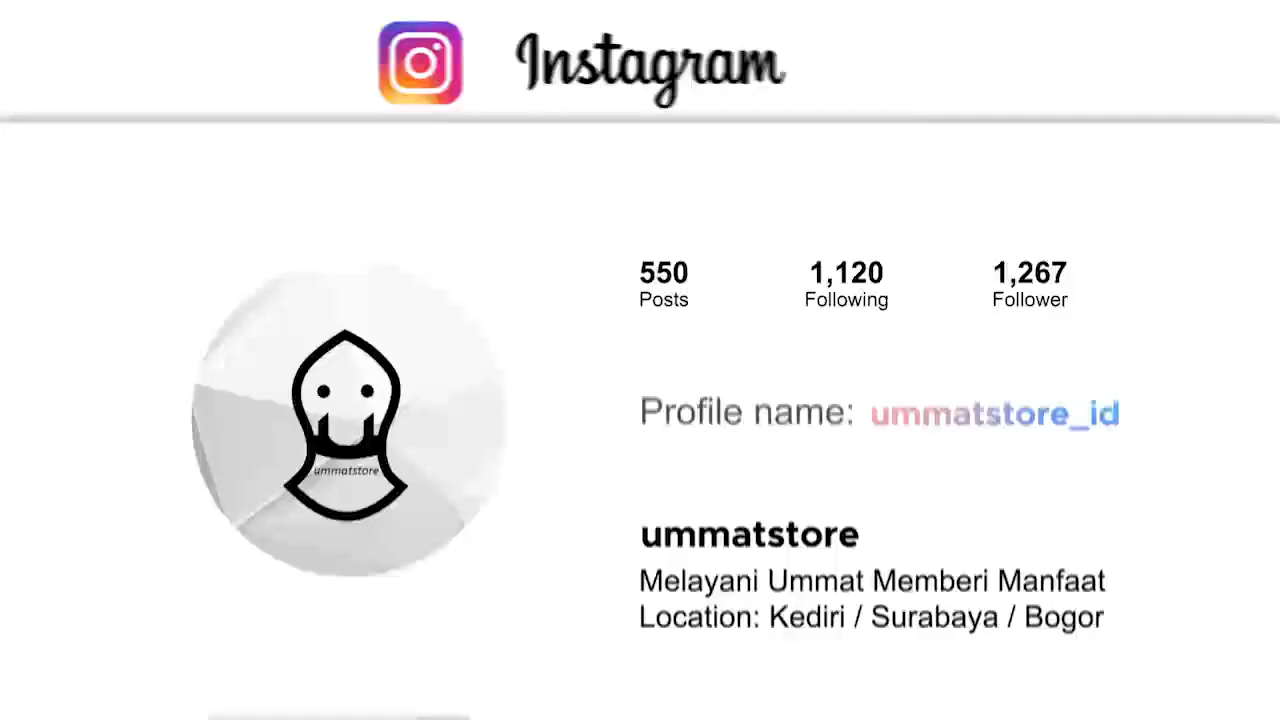 Instagram
550 1,120 1,267
Posts Following Follower
Profile name: ummatstore_id
ummatstore
ummatstore
Melayani Ummat Memberi Manfaat
Location: Kediri / Surabaya / Bogor